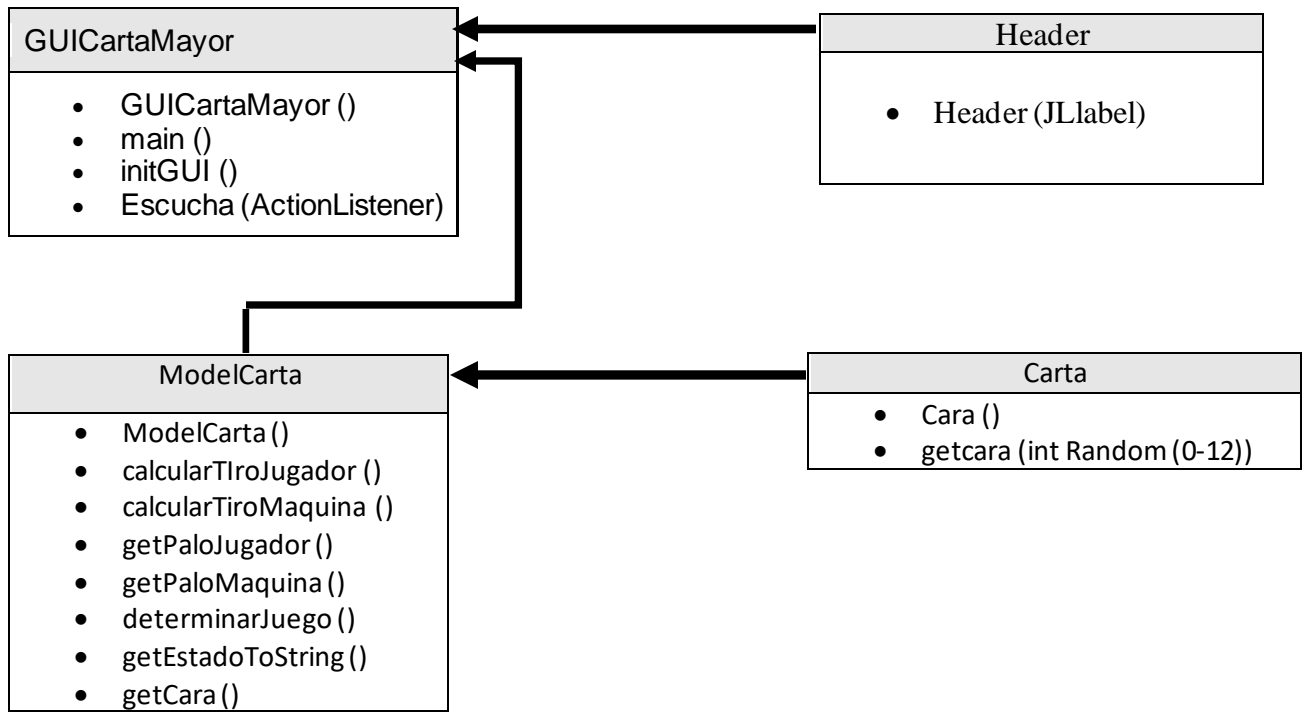 GUICartaMayor
• GUICartaMayor ()
• main ()
• initGUI ()
• Escucha (ActionListener)
Header
• Header (JLlabel)
ModelCarta
• ModelCarta ()
• calcularTIroJugador ()
• calcularTiroMaquina ()
• getPaloJugador ()
• getPaloMaquina ()
• determinarJuego ()
• getEstadoToString ()
• getCara ()
Carta
• Cara ()
• getcara (int Random (0-12))